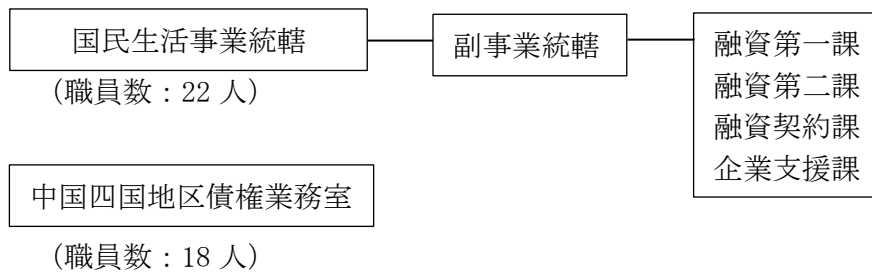 国民生活事業統轄
(職員数:22 人)
副事業統轄
融資第一課
融資第二課
融資契約課
企業支援課
中国四国地区債権業務室
(職員数:18 人)